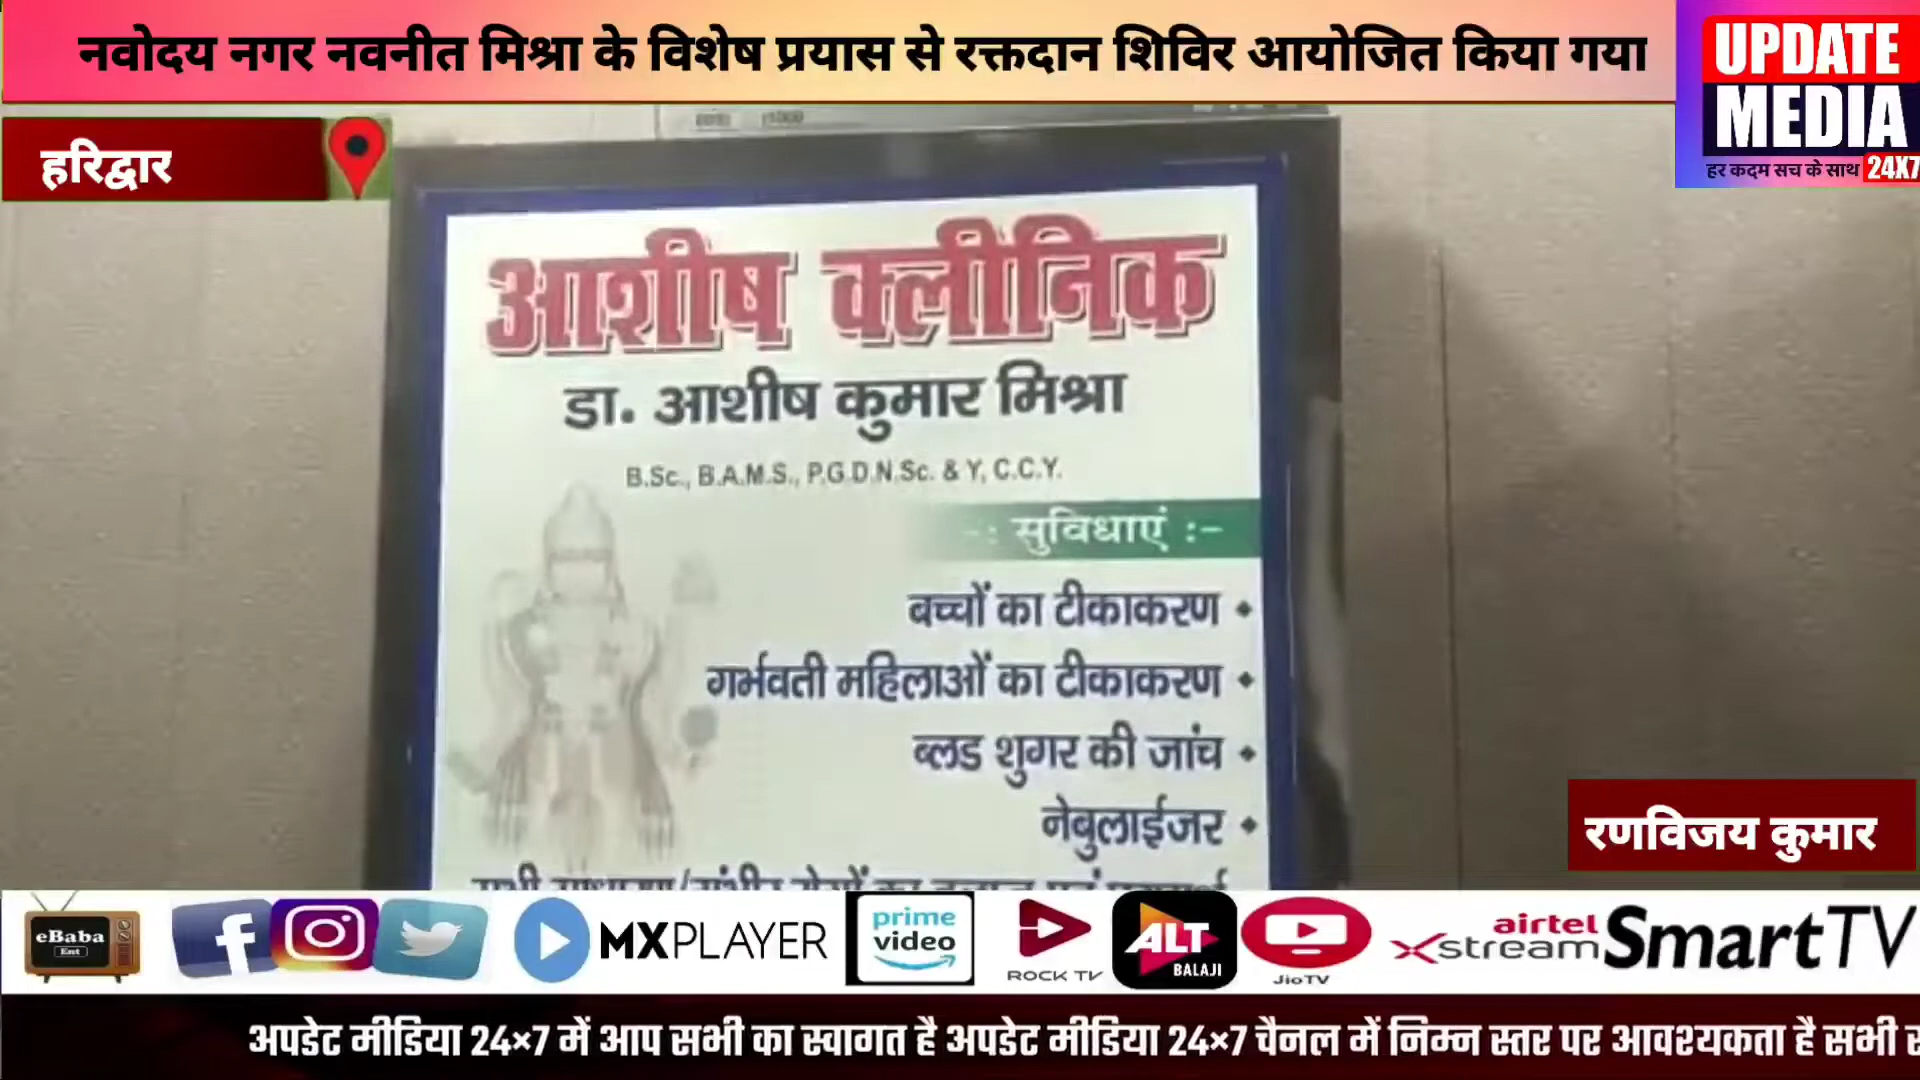 नवोदय नगर नवनीत मिश्रा के विशेष प्रयास से रक्तदान शिविर आयोजित किया गया
UPDATE
MEDIA
हर कदम सच के साथ 24X7
हरिद्वार
आशीष क्लीनिक
डा. आशीष कुमार मिश्रा
B.Sc., B.A.M.S., P.G.D.N.Sc. & Y, C.C.Y.
-: सुविधाएं :-
बच्चों का टीकाकरण •
गर्भवती महिलाओं का टीकाकरण •
ब्लड शुगर की जांच •
नेबुलाईजर •
रणविजय कुमार
eBaba
Ent
MXPLAYER
prime
video
ROCK TV
ALT
BALAJI
JioTV
airtel
xstream
SmartTV
अपडेट मीडिया 24×7 में आप सभी का स्वागत है अपडेट मीडिया 24×7 चैनल में निम्न स्तर पर आवश्यकता है सभी